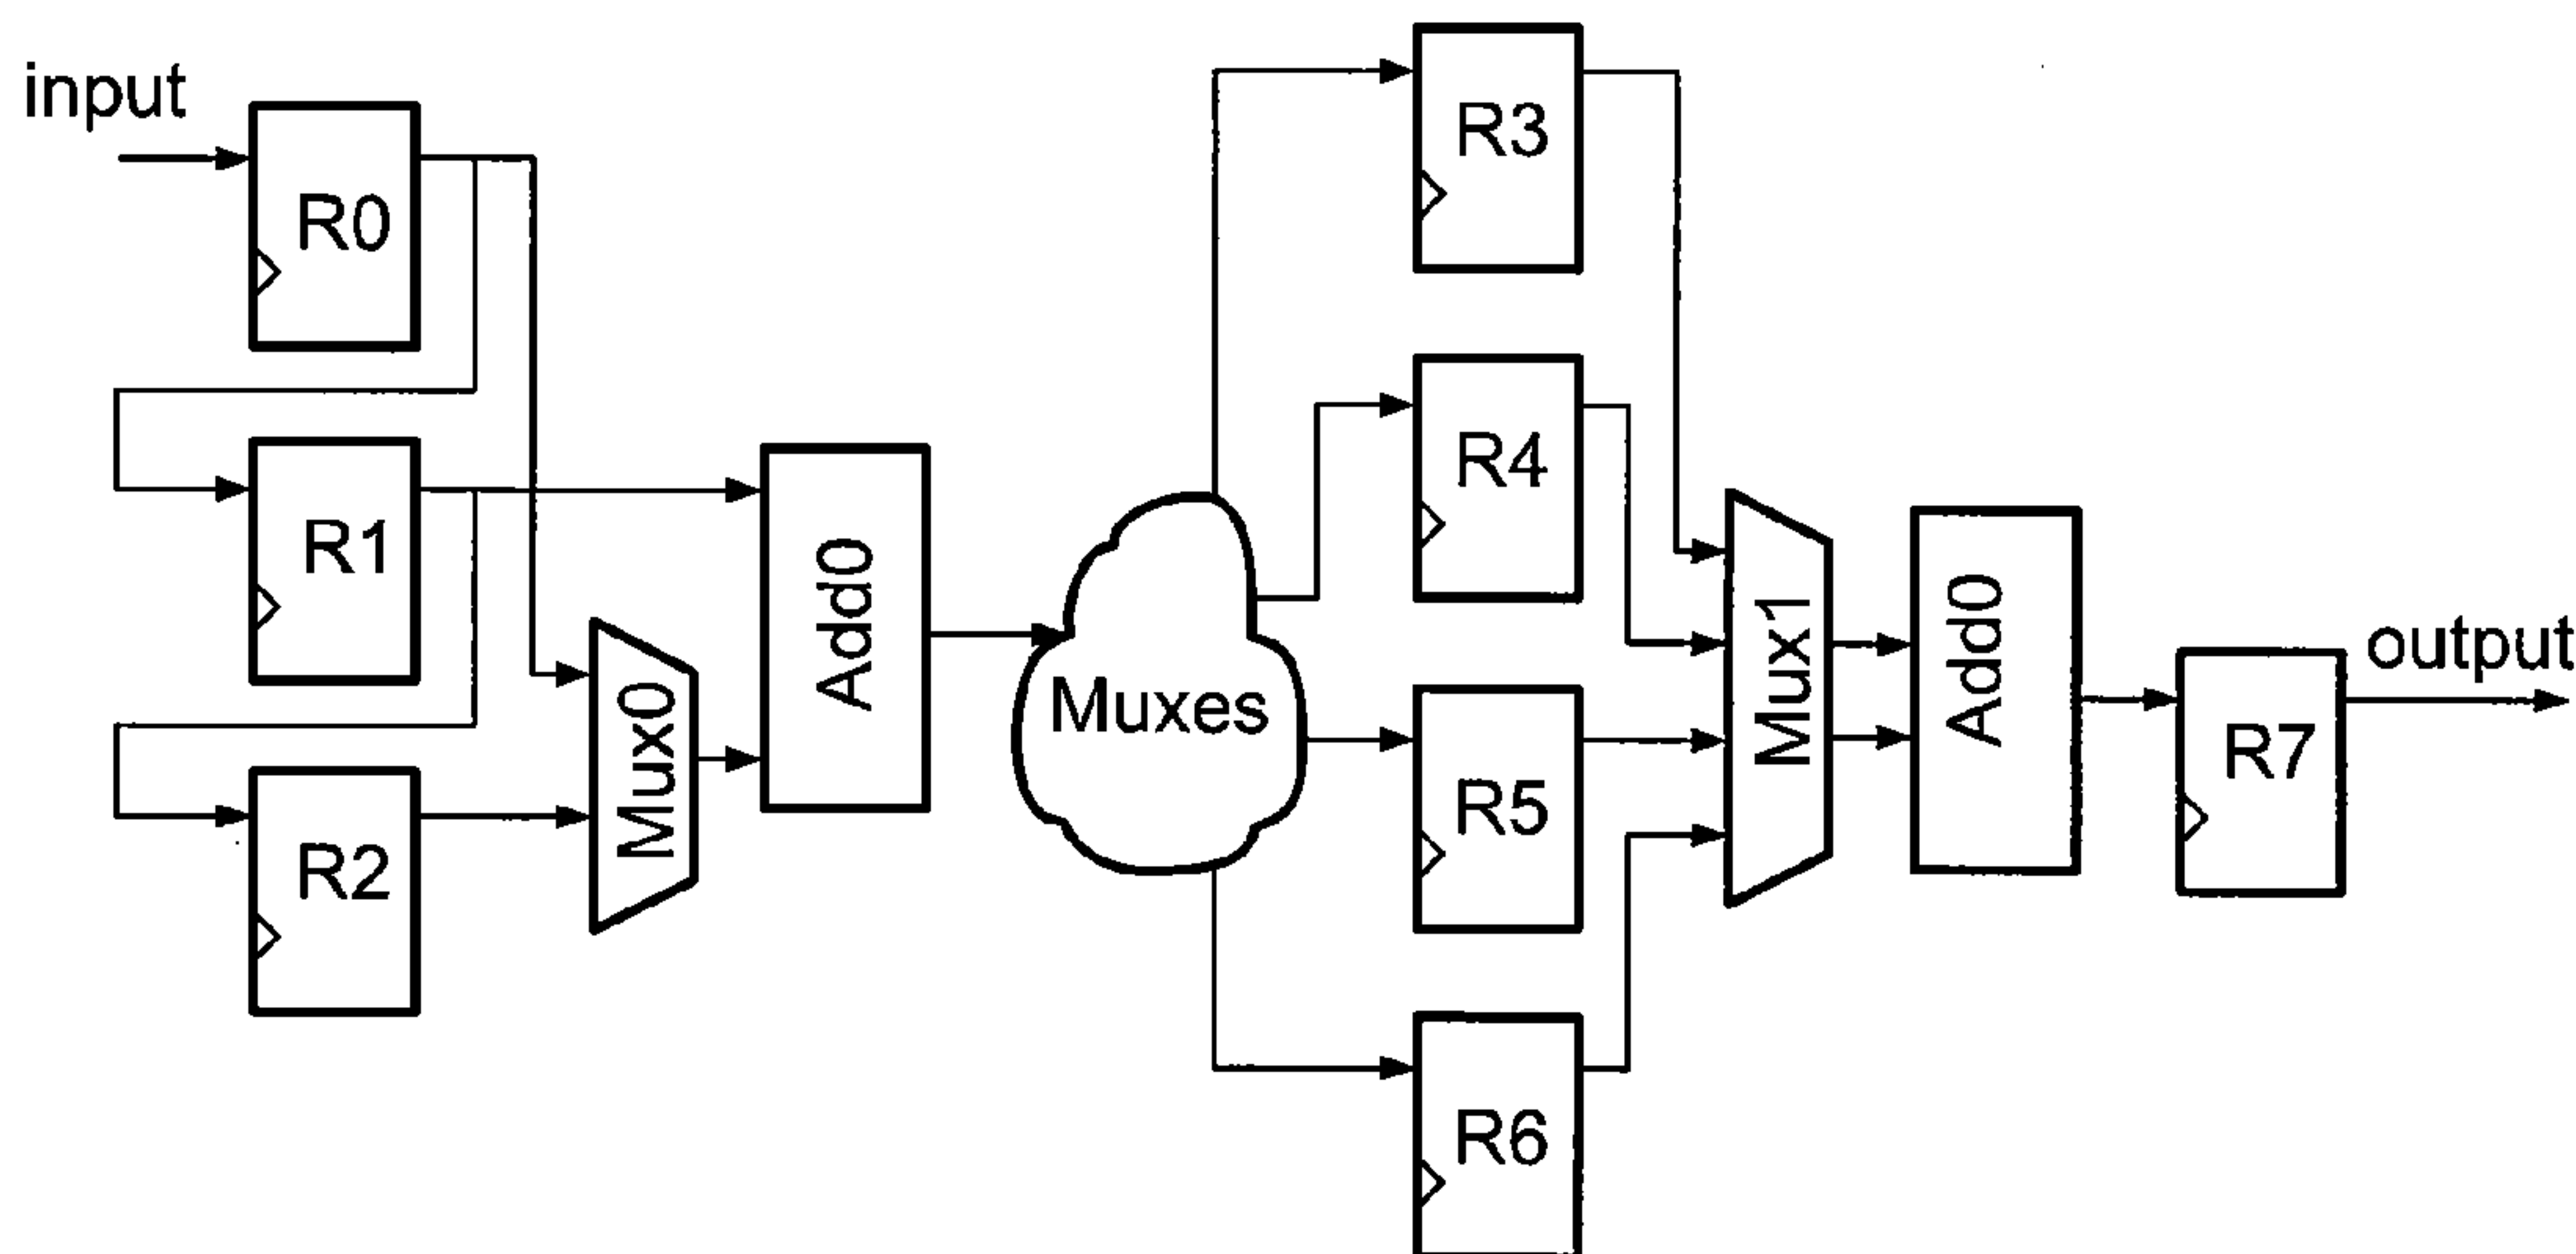 input
R0
R1
R2
Mux0
Add0
Muxes
R3
R4
R5
R6
Mux1
Add0
R7
output